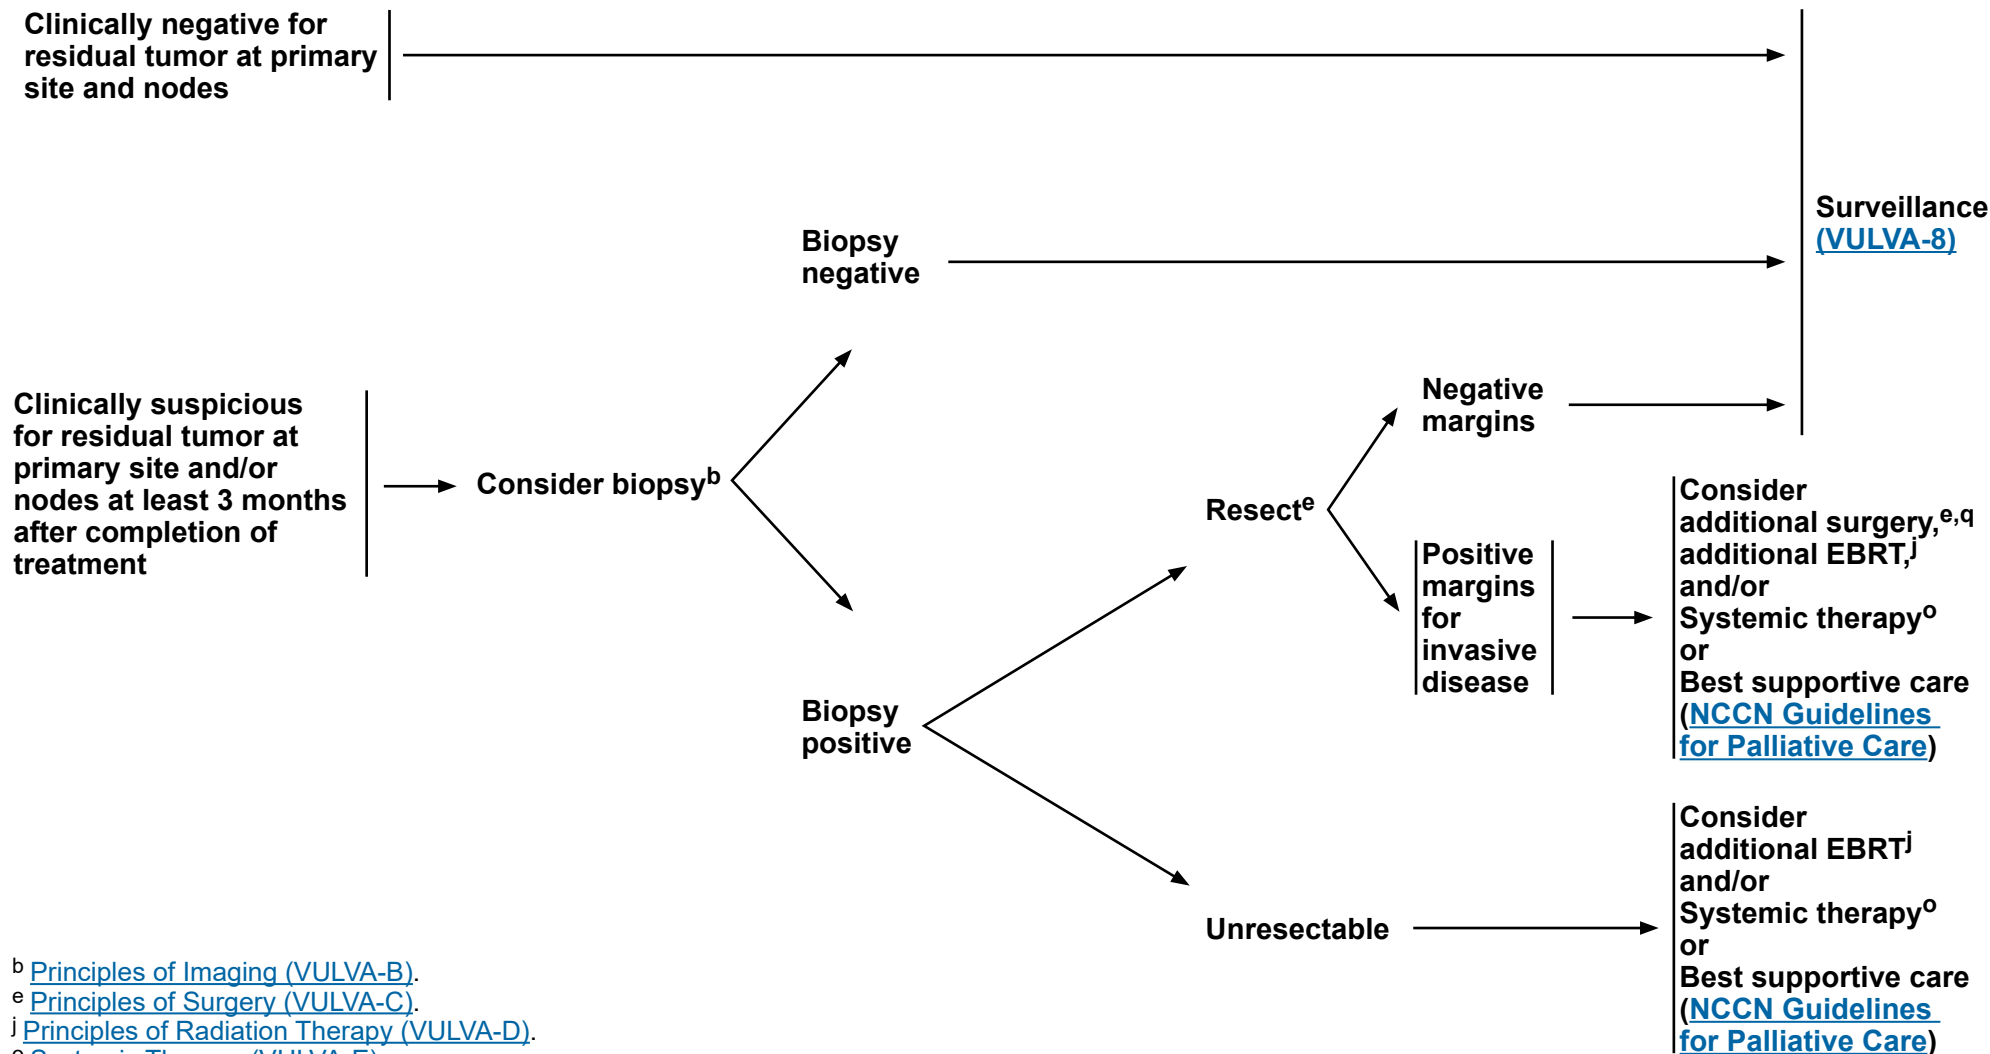 Clinically negative for
residual tumor at primary
site and nodes
Surveillance
(VULVA-8)
Biopsy
negative
Clinically suspicious
for residual tumor at
primary site and/or
nodes at least 3 months
after completion of
treatment
Consider biopsyᵇ
Negative
margins
Resectᵉ
Positive
margins
for
invasive
disease
Consider
additional surgery,ᵉ,q
additional EBRT,ʲ
and/or
Systemic therapyᵒ
or
Best supportive care
(NCCN Guidelines
for Palliative Care)
Biopsy
positive
Unresectable
Consider
additional EBRTʲ
and/or
Systemic therapyᵒ
or
Best supportive care
(NCCN Guidelines
for Palliative Care)
ᵇ Principles of Imaging (VULVA-B).
ᵉ Principles of Surgery (VULVA-C).
ʲ Principles of Radiation Therapy (VULVA-D).